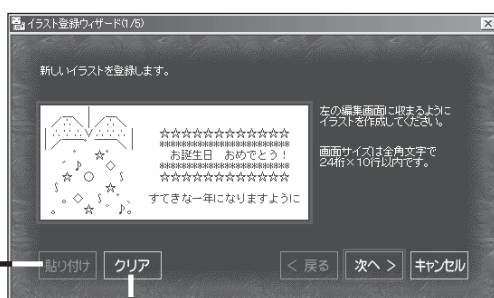 イラスト登録ウィザード(1/5)
新しいイラストを登録します。
左の編集画面に収まるように
イラストを作成してください。
画面サイズは全角文字で
24桁×10行以内です。
☆☆☆☆☆☆☆☆☆☆☆☆
********************
お誕生日 おめでとう!
********************
☆☆☆☆☆☆☆☆☆☆☆☆
すてきな一年になりますように
貼り付け
クリア
< 戻る
次へ >
キャンセル